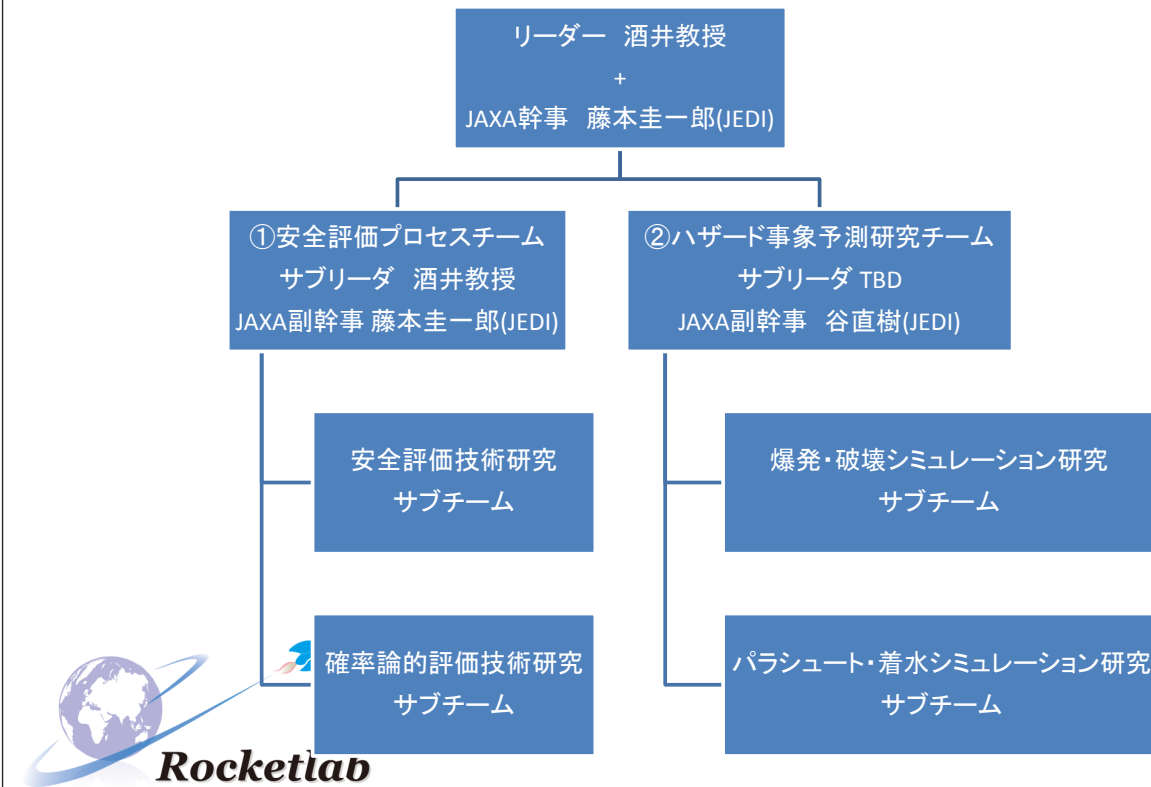 リーダー 酒井教授
+
JAXA幹事 藤本圭一郎(JEDI)
①安全評価プロセスチーム
サブリーダ 酒井教授
JAXA副幹事 藤本圭一郎(JEDI)
②ハザード事象予測研究チーム
サブリーダ TBD
JAXA副幹事 谷直樹(JEDI)
安全評価技術研究
サブチーム
爆発・破壊シミュレーション研究
サブチーム
確率論的評価技術研究
サブチーム
パラシュート・着水シミュレーション研究
サブチーム
Rocketlab